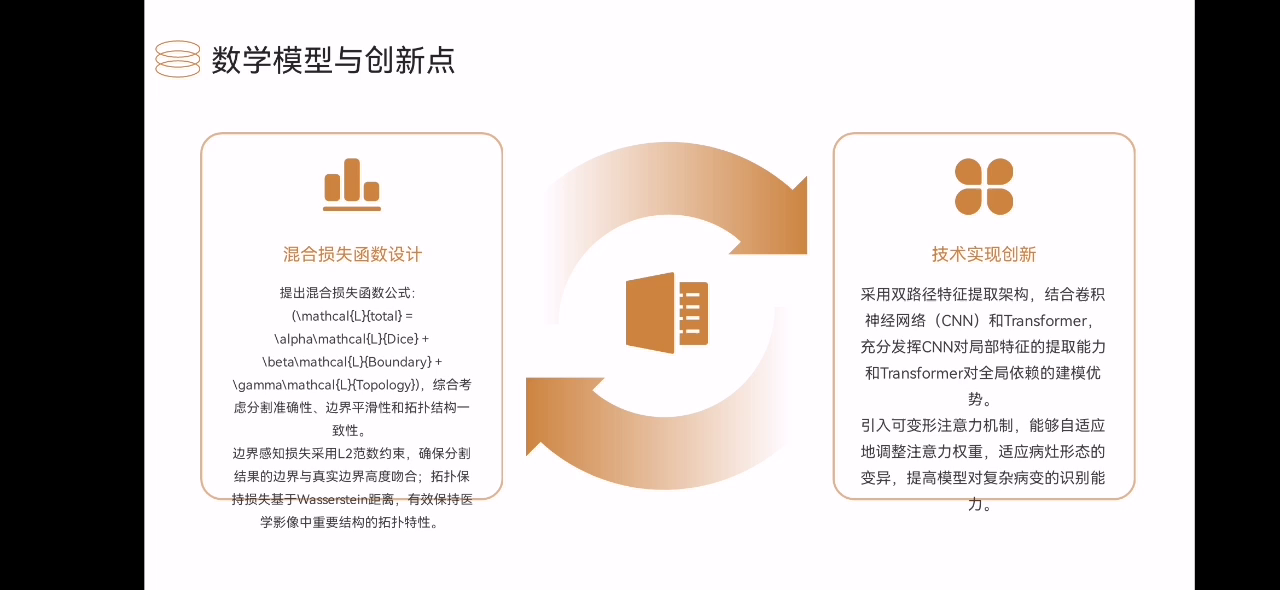 数学模型与创新点
混合损失函数设计
提出混合损失函数公式：
(\mathcal{L}{total} =
\alpha\mathcal{L}{Dice} +
\beta\mathcal{L}{Boundary} +
\gamma\mathcal{L}{Topology})，综合考
虑分割准确性、边界平滑性和拓扑结构一
致性。
边界感知损失采用L2范数约束，确保分割
结果的边界与真实边界高度吻合；拓扑保
持损失基于Wasserstein距离，有效保持医
学影像中重要结构的拓扑特性。
技术实现创新
采用双路径特征提取架构，结合卷积
神经网络（CNN）和Transformer，
充分发挥CNN对局部特征的提取能力
和Transformer对全局依赖的建模优
势。
引入可变形注意力机制，能够自适应
地调整注意力权重，适应病灶形态的
变异，提高模型对复杂病变的识别能
力。